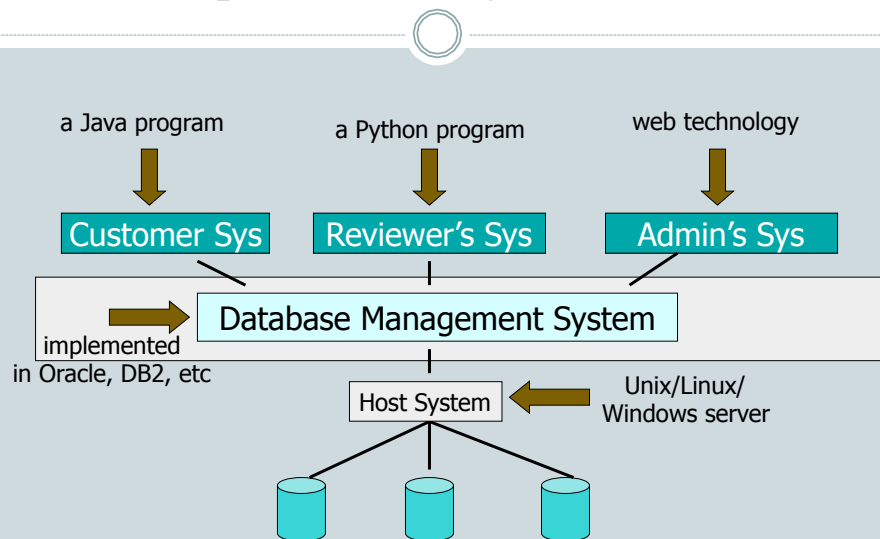 a Java program
a Python program
web technology
Customer Sys
Reviewer's Sys
Admin's Sys
Database Management System
implemented
in Oracle, DB2, etc
Host System
Unix/Linux/
Windows server